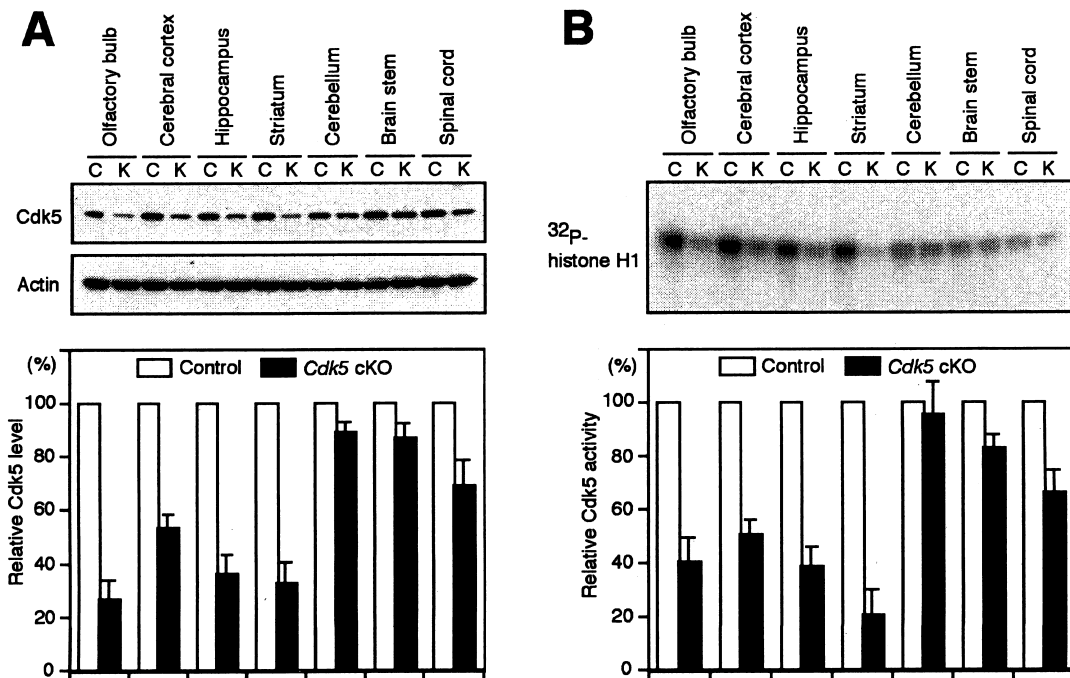 A
Olfactory bulb
Cerebral cortex
Hippocampus
Striatum
Cerebellum
Brain stem
Spinal cord
C K C K C K C K C K C K C K
Cdk5
Actin
(%)
Control
Cdk5 cKO
100
80
60
40
20
0
Relative Cdk5 level
B
Olfactory bulb
Cerebral cortex
Hippocampus
Striatum
Cerebellum
Brain stem
Spinal cord
C K C K C K C K C K C K C K
32P-
histone H1
(%)
Control
Cdk5 cKO
100
80
60
40
20
0
Relative Cdk5 activity